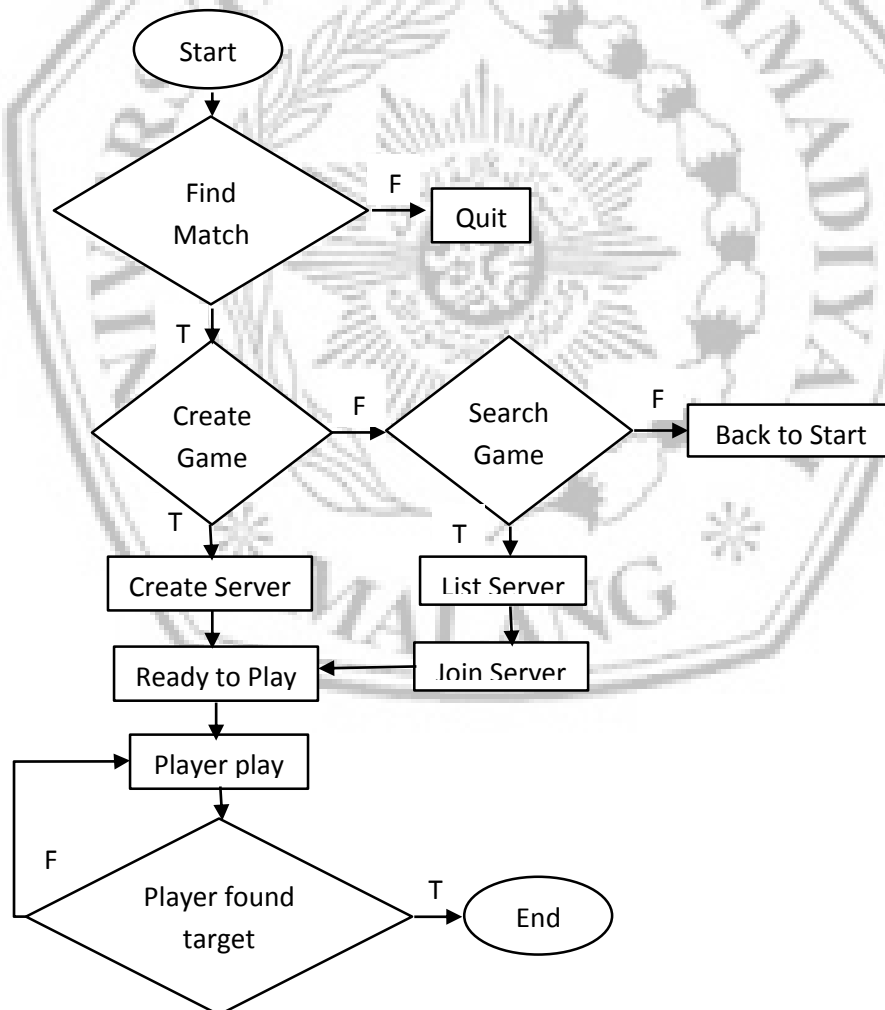 Start
Find
Match
F
Quit
T
Create
Game
F
Search
Game
F
Back to Start
T
Create Server
T
List Server
Ready to Play
Join Server
Player play
F
Player found
target
T
End
MALANG